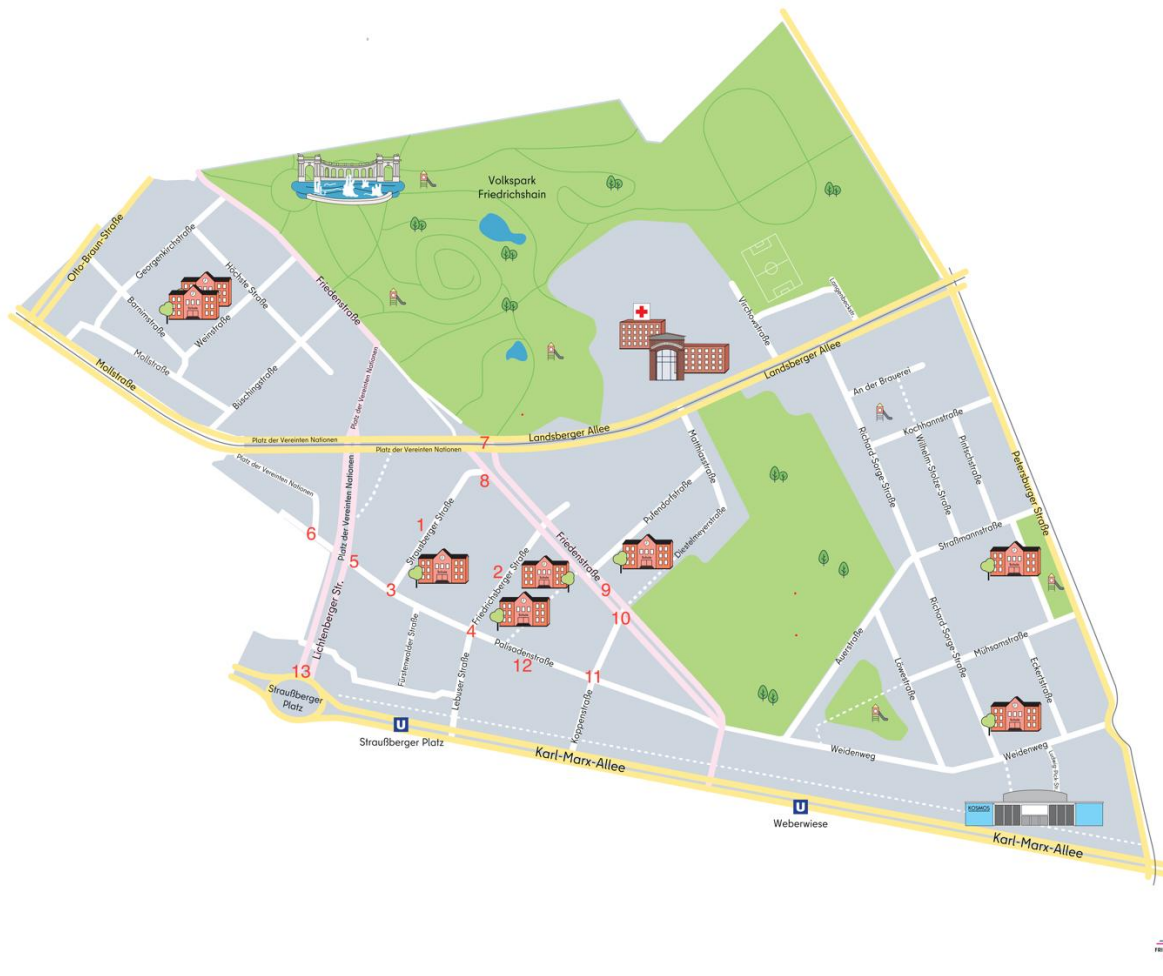 Volkspark
Friedrichshain
Otto-Braun-Straße
Georgenkirchstraße
Höchste Straße
Friedenstraße
Barnimstraße
Weinstraße
Mollstraße
Mollstraße
Büschingstraße
Platz der Vereinten Nationen
Virchowstraße
Langenbeckstr.
Landsberger Allee
An der Brauerei
Kochhannstraße
Platz der Vereinten Nationen
Platz der Vereinten Nationen
7
Landsberger Allee
Matthiasstraße
Richard-Sorge-Straße
Wilhelm-Stolze-Straße
Pintschstraße
Petersburger Straße
Platz der Vereinten Nationen
8
Pufendorfstraße
Diestelmeyerstraße
1
Strausberger Straße
6
Platz der Vereinten Nationen
5
Straßmannstraße
Friedenstraße
2
Friedrichsberger Straße
3
9
10
Lichtenberger Str.
Fürstenwalder Straße
4
Palisadenstraße
12
11
Richard-Sorge-Straße
Auerstraße
Löwestraße
Mühsamstraße
Eckertstraße
13
Straußberger
Platz
Lebuser Straße
Koppenstraße
U
Straußberger Platz
Karl-Marx-Allee
Weidenweg
Weidenweg
U
Weberwiese
KOSMOS
Karl-Marx-Allee